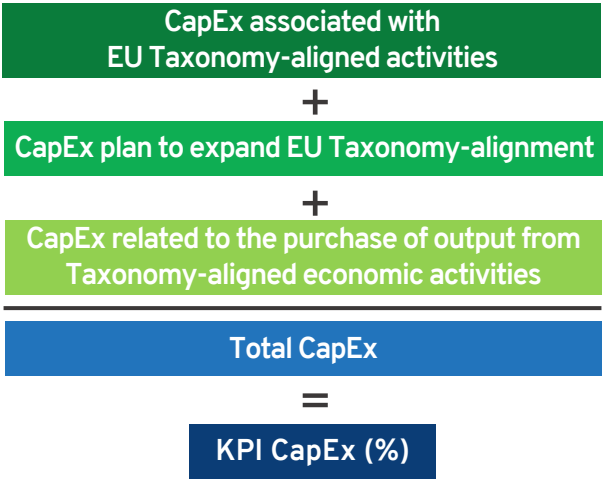 CapEx associated with
EU Taxonomy-aligned activities
+
CapEx plan to expand EU Taxonomy-alignment
+
CapEx related to the purchase of output from
Taxonomy-aligned economic activities
Total CapEx
=
KPI CapEx (%)